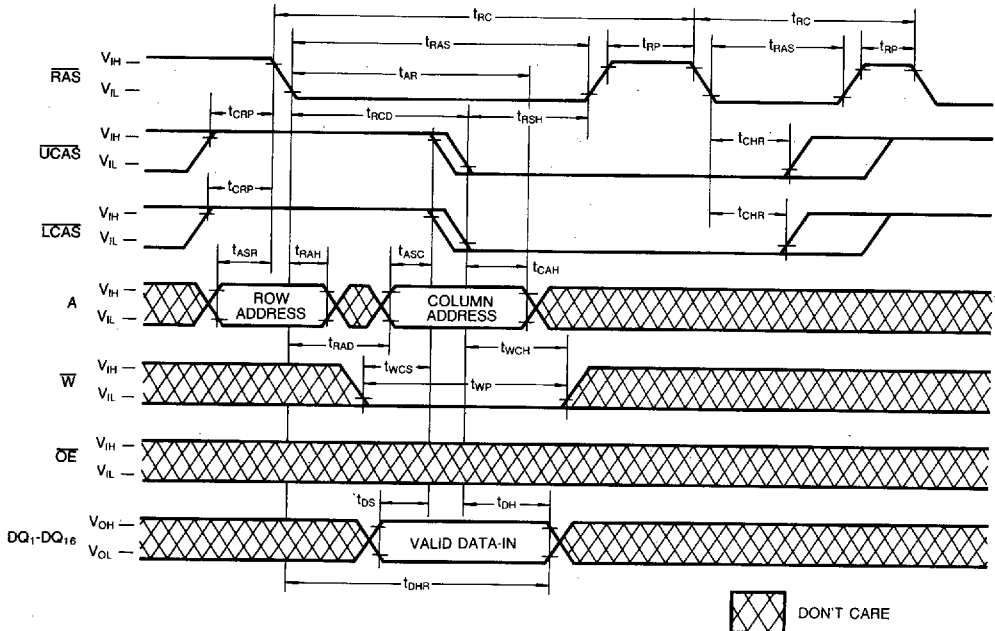 tRC tRC
tRAS tRP tRAS tRP
RAS VIH
tAR
VIL
tCRP tRCD tRSH
UCAS VIH
tCHR
VIL
tCRP
LCAS VIH
tCHR
VIL
tASR tRAH tASC tCAH
A VIH
ROW ADDRESS
COLUMN ADDRESS
VIL
tRAD tWCS tWCH
W VIH
tWP
VIL
OE VIH
VIL
tDS tDH
DQ1-DQ16 VOH
VALID DATA-IN
VOL
tDHR
DON'T CARE